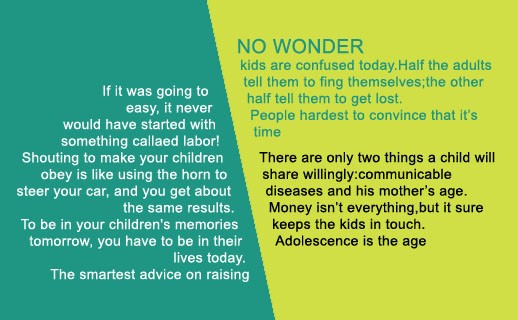 If it was going to
easy, it never
would have started with
something callaed labor!
Shouting to make your children
obey is like using the horn to
steer your car, and you get about
the same results.
To be in your children's memories
tomorrow, you have to be in their
lives today.
The smartest advice on raising
NO WONDER
kids are confused today.Half the adults
tell them to fing themselves;the other
half tell them to get lost.
People hardest to convince that it's
time
There are only two things a child will
share willingly:communicable
diseases and his mother's age.
Money isn't everything,but it sure
keeps the kids in touch.
Adolescence is the age